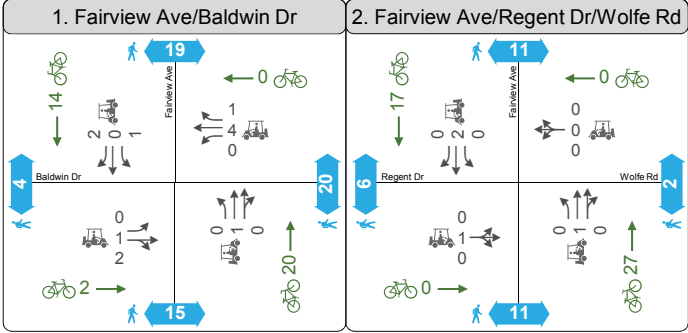 1. Fairview Ave/Baldwin Dr
19
Fairview Ave
14
0
2 0 1
1
4
0
4
Baldwin Dr
20
0
1
2
0 1 0
20
2
15
2. Fairview Ave/Regent Dr/Wolfe Rd
11
Fairview Ave
17
0
0 2 0
0
0
0
6
Regent Dr
Wolfe Rd
2
0
1
0
0 1 0
27
0
11